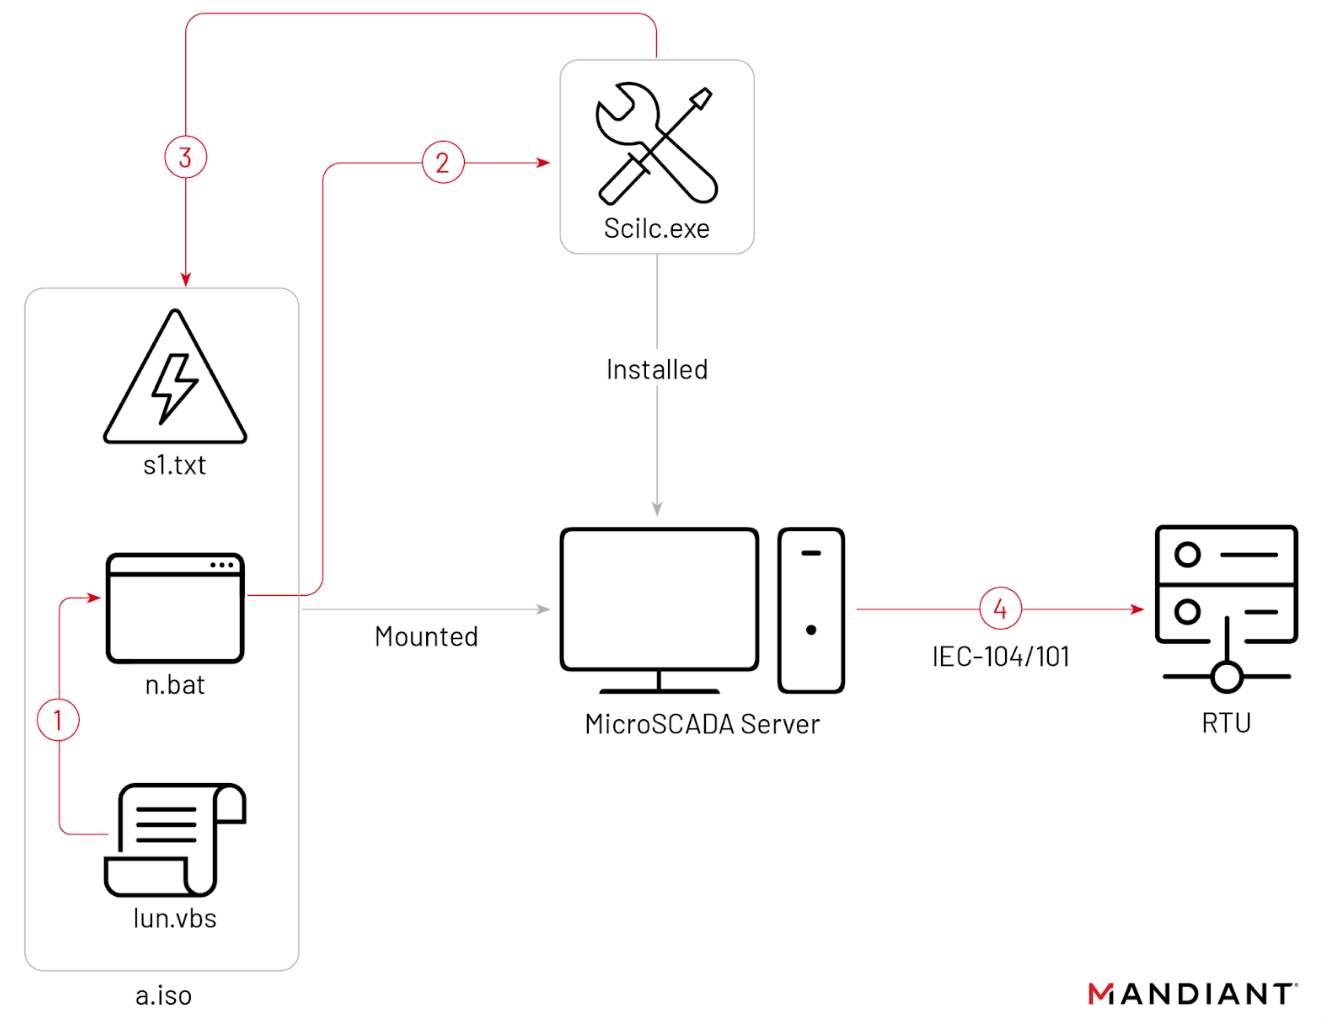 3
2
Scilc.exe
Installed
s1.txt
n.bat
Mounted
4
IEC-104/101
MicroSCADA Server
RTU
1
lun.vbs
a.iso
MANDIANT